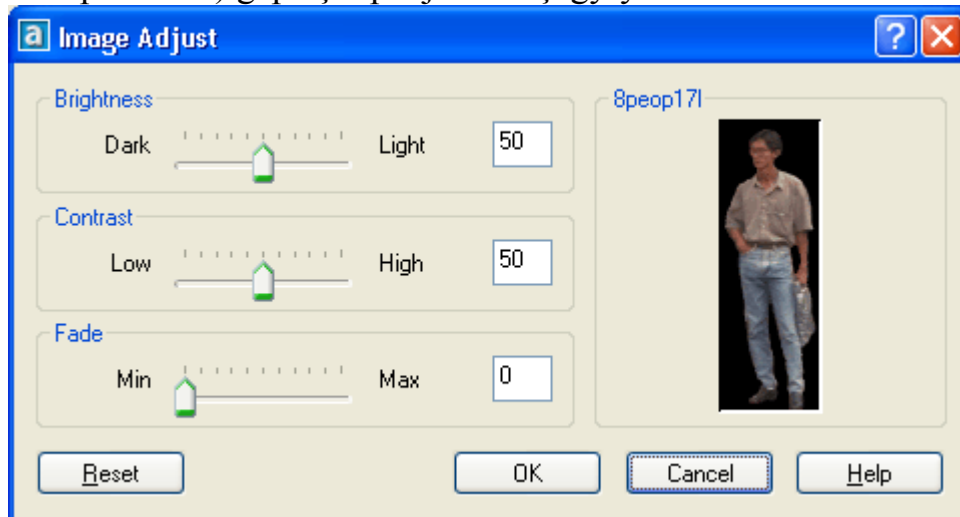 Image Adjust
Brightness
Dark Light 50
Contrast
Low High 50
Fade
Min Max 0
8peop17l
Reset OK Cancel Help